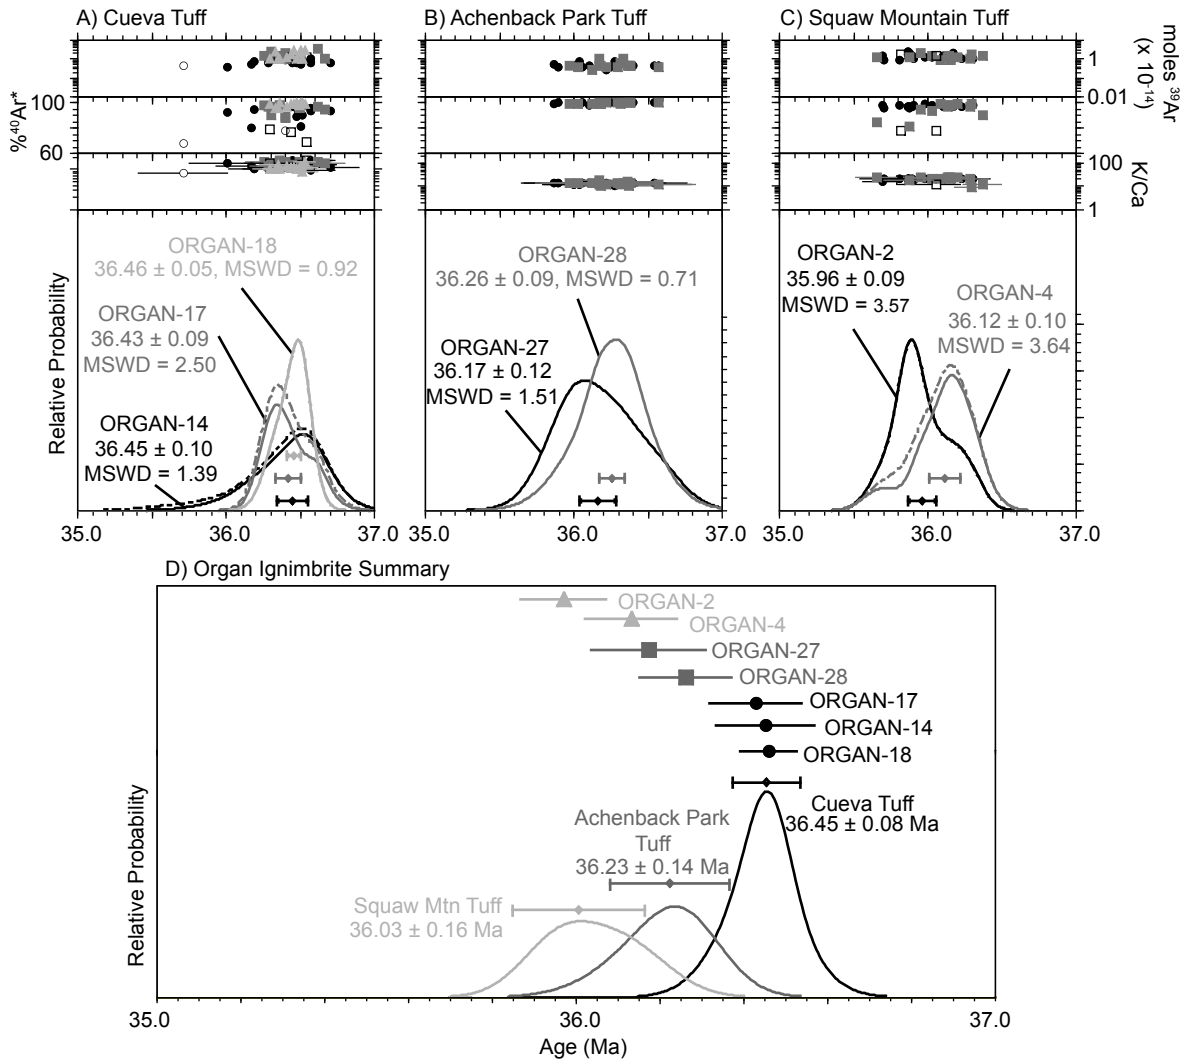 A) Cueva Tuff
B) Achenback Park Tuff
C) Squaw Mountain Tuff
%⁴⁰Ar*
100
60
1
0.01
moles ³⁹Ar
(x 10⁻¹⁴)
100
1
K/Ca
Relative Probability
ORGAN-18
36.46 ± 0.05, MSWD = 0.92
ORGAN-17
36.43 ± 0.09
MSWD = 2.50
ORGAN-14
36.45 ± 0.10
MSWD = 1.39
35.0
36.0
37.0
ORGAN-28
36.26 ± 0.09, MSWD = 0.71
ORGAN-27
36.17 ± 0.12
MSWD = 1.51
35.0
36.0
37.0
ORGAN-2
35.96 ± 0.09
MSWD = 3.57
ORGAN-4
36.12 ± 0.10
MSWD = 3.64
35.0
36.0
37.0
D) Organ Ignimbrite Summary
ORGAN-2
ORGAN-4
ORGAN-27
ORGAN-28
ORGAN-17
ORGAN-14
ORGAN-18
Cueva Tuff
36.45 ± 0.08 Ma
Achenback Park
Tuff
36.23 ± 0.14 Ma
Squaw Mtn Tuff
36.03 ± 0.16 Ma
Relative Probability
35.0
36.0
37.0
Age (Ma)